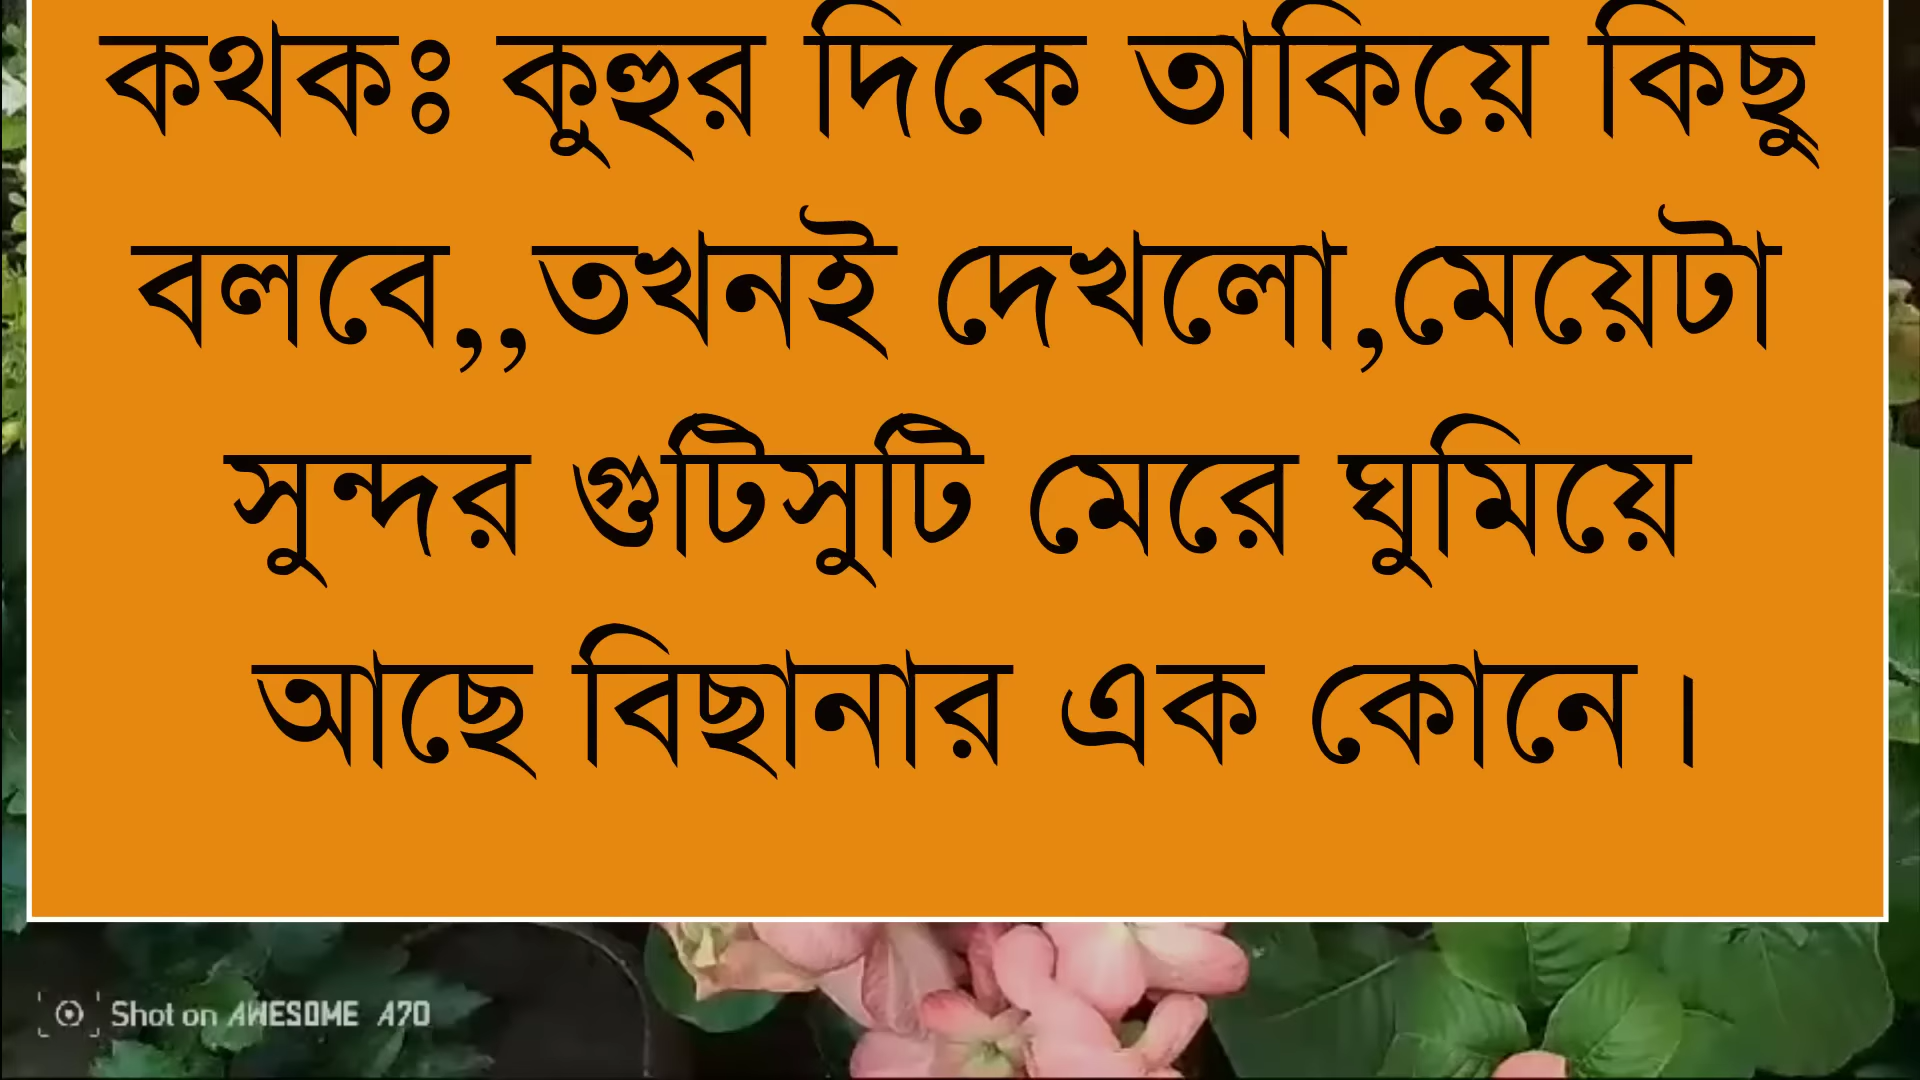 কথকঃ কুহুর দিকে তাকিয়ে কিছু
বলবে,,তখনই দেখলো,মেয়েটা
সুন্দর গুটিসুটি মেরে ঘুমিয়ে
আছে বিছানার এক কোনে।
Shot on AWESOME A70